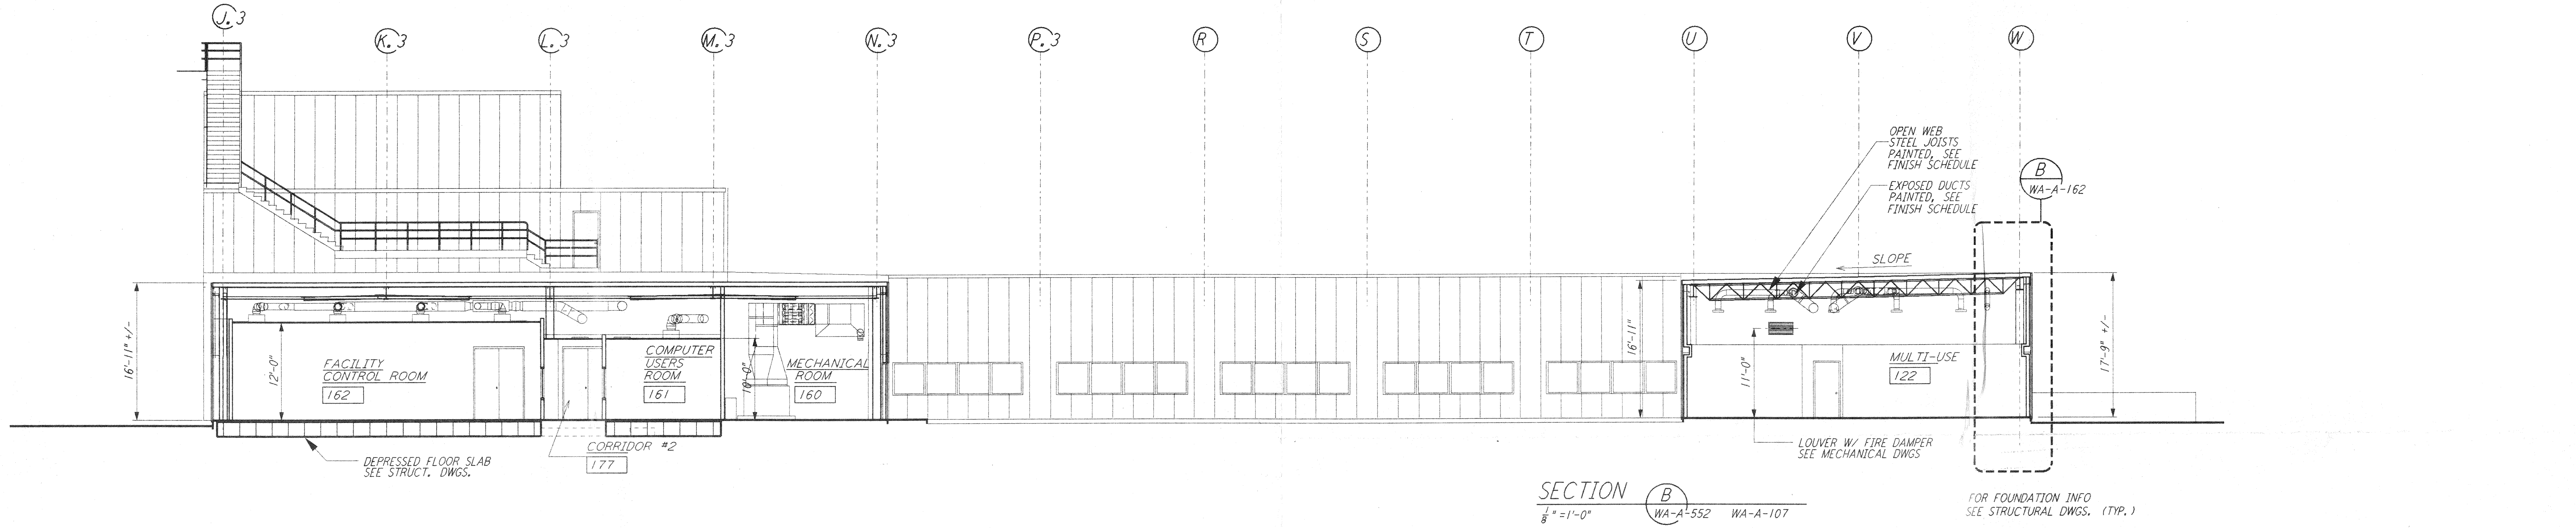 J.3
K.3
L.3
M.3
N.3
P.3
R
S
T
U
V
W
OPEN WEB
STEEL JOISTS
PAINTED, SEE
FINISH SCHEDULE
EXPOSED DUCTS
PAINTED, SEE
FINISH SCHEDULE
B
WA-A-162
SLOPE
16'-11" +/-
12'-0"
FACILITY
CONTROL ROOM
162
COMPUTER
USERS
ROOM
161
10'-0"
MECHANICAL
ROOM
160
16'-11"
11'-0"
MULTI-USE
122
17'-9" +/-
DEPRESSED FLOOR SLAB
SEE STRUCT. DWGS.
CORRIDOR #2
177
LOUVER W/ FIRE DAMPER
SEE MECHANICAL DWGS
SECTION
1/8"=1'-0"
B
WA-A-552 WA-A-107
FOR FOUNDATION INFO
SEE STRUCTURAL DWGS. (TYP.)